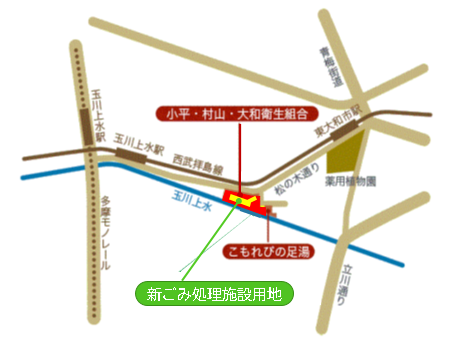 青梅街道
小平・村山・大和衛生組合
東大和市駅
玉川上水駅
玉川上水駅
西武拝島線
松の木通り
薬用植物園
多摩モノレール
玉川上水
こもれびの足湯
新ごみ処理施設用地
立川通り